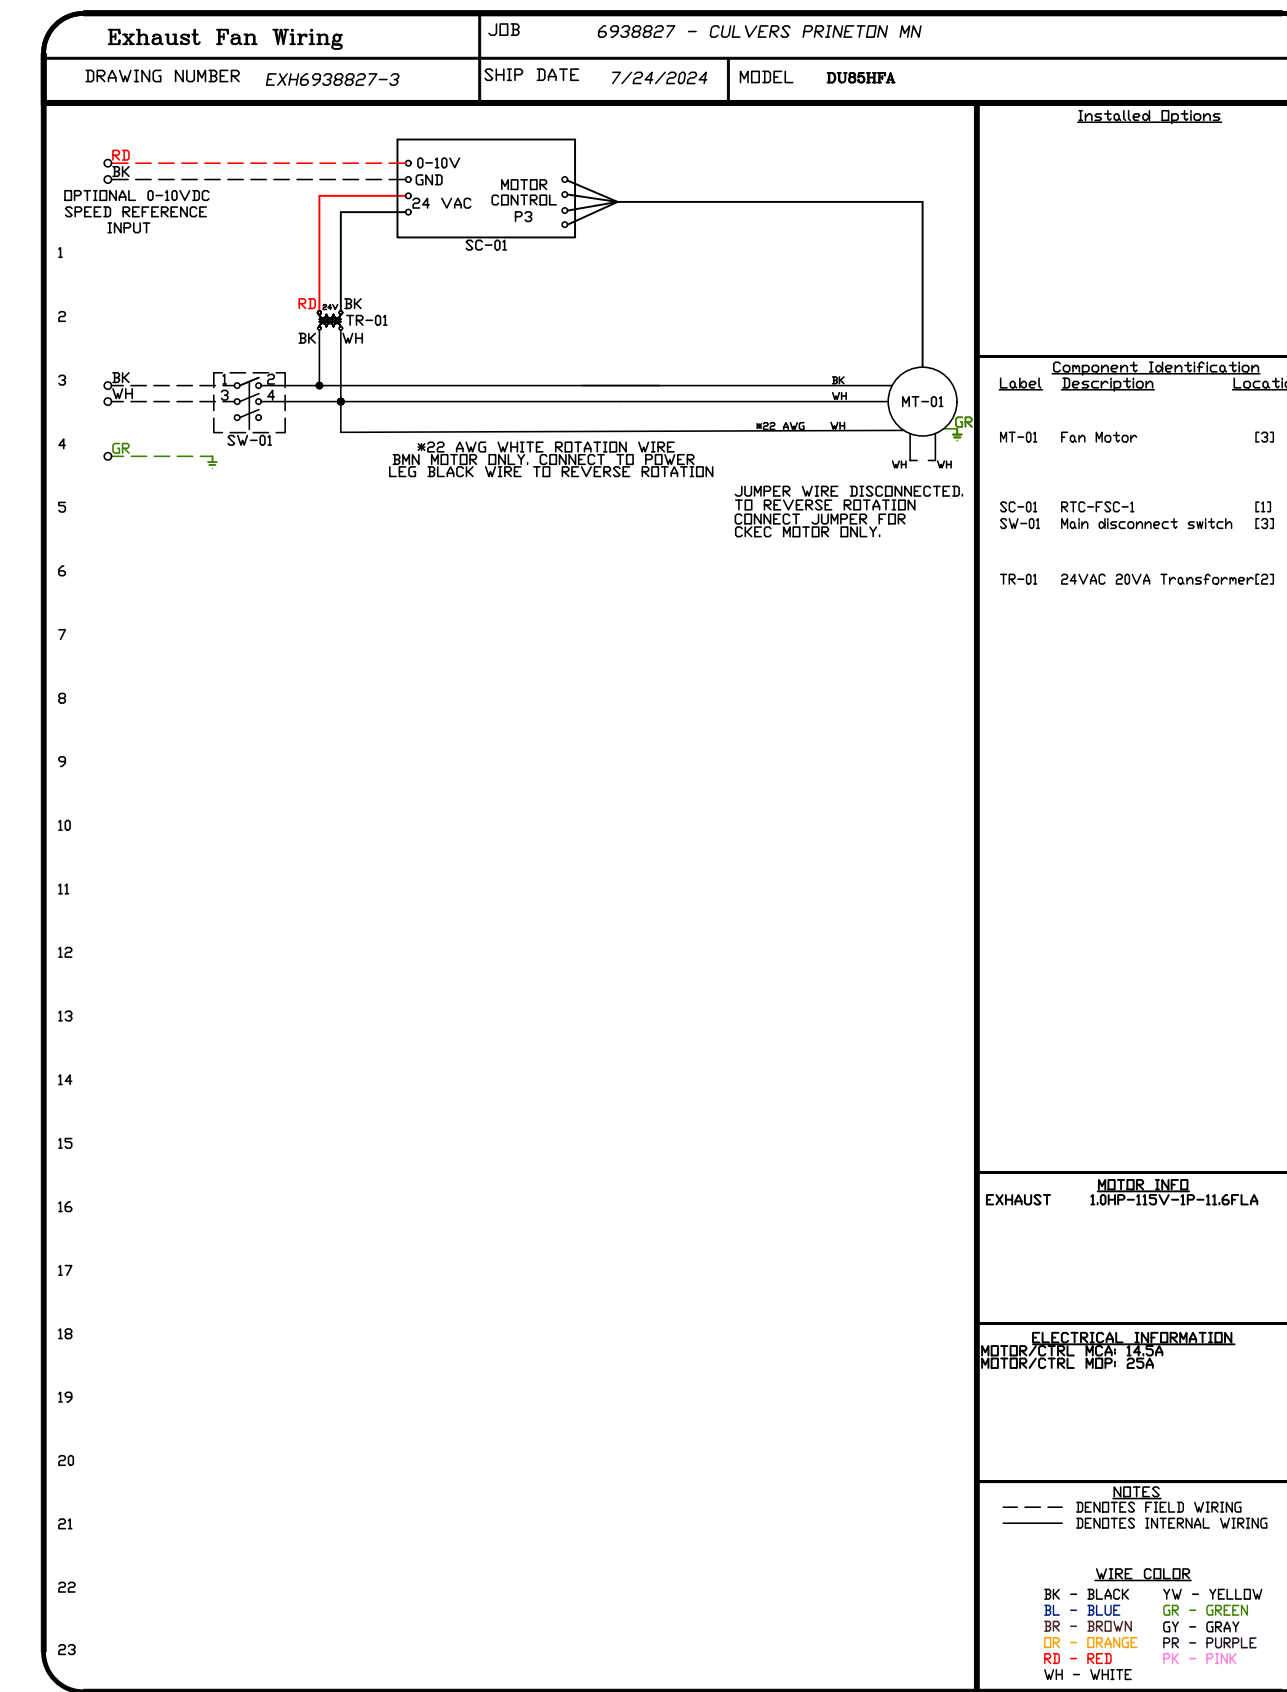 Exhaust Fan Wiring
JOB 6938827 - CULVERS PRINETON MN
DRAWING NUMBER EXH6938827-3
SHIP DATE 7/24/2024
MODEL DU85HFA
RD
BK
OPTIONAL 0-10VDC
SPEED REFERENCE
INPUT
0-10V
GND
24 VAC
MOTOR
CONTROL
P3
SC-01
RD 24V BK
TR-01
BK WH
BK
WH
1 2
3 4
SW-01
GR
BK
WH
*22 AWG WH
MT-01
GR
WH WH
*22 AWG WHITE ROTATION WIRE
BMN MOTOR ONLY. CONNECT TO POWER
LEG BLACK WIRE TO REVERSE ROTATION
JUMPER WIRE DISCONNECTED.
TO REVERSE ROTATION
CONNECT JUMPER FOR
CKEC MOTOR ONLY.
1
2
3
4
5
6
7
8
9
10
11
12
13
14
15
16
17
18
19
20
21
22
23
Installed Options
Component Identification
Label Description Locatio
MT-01 Fan Motor [3]
SC-01 RTC-FSC-1 [1]
SW-01 Main disconnect switch [3]
TR-01 24VAC 20VA Transformer[2]
MOTOR INFO
EXHAUST 1.0HP-115V-1P-11.6FLA
ELECTRICAL INFORMATION
MOTOR/CTRL MCA: 14.5A
MOTOR/CTRL MOP: 25A
NOTES
DENOTES FIELD WIRING
DENOTES INTERNAL WIRING
WIRE COLOR
BK - BLACK YW - YELLOW
BL - BLUE GR - GREEN
BR - BROWN GY - GRAY
OR - ORANGE PR - PURPLE
RD - RED PK - PINK
WH - WHITE